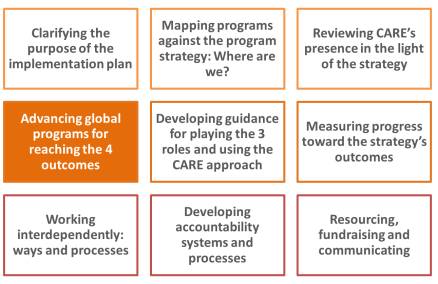 Clarifying the
purpose of the
implementation plan
Mapping programs
against the program
strategy: Where are
we?
Reviewing CARE's
presence in the light
of the strategy
Advancing global
programs for
reaching the 4
outcomes
Developing guidance
for playing the 3
roles and using the
CARE approach
Measuring progress
toward the strategy's
outcomes
Working
interdependently:
ways and processes
Developing
accountability
systems and
processes
Resourcing,
fundraising and
communicating